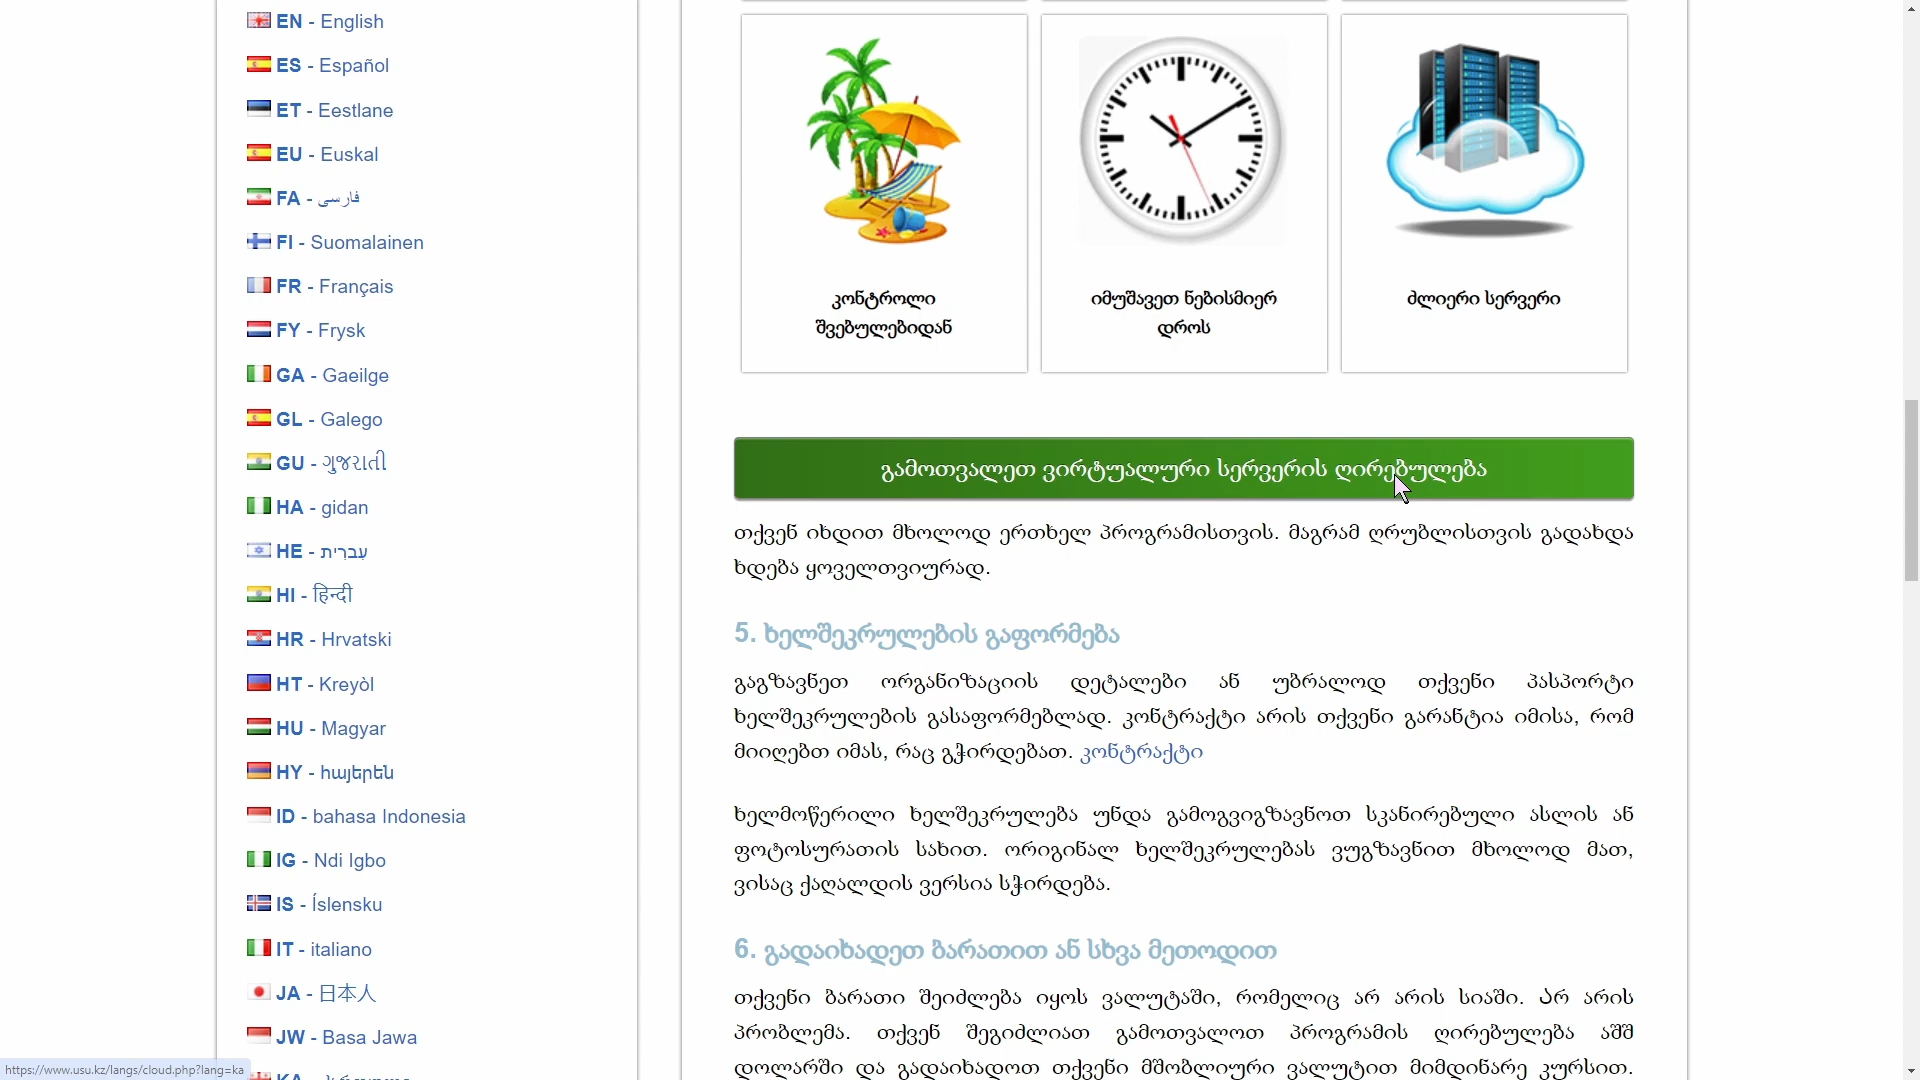 EN - English
ES - Español
ET - Eestlane
EU - Euskal
FA - فارسی
FI - Suomalainen
FR - Français
FY - Frysk
GA - Gaeilge
GL - Galego
GU - ગુજરાતી
HA - gidan
HE - עִברִית
HI - हिन्दी
HR - Hrvatski
HT - Kreyòl
HU - Magyar
HY - հայերեն
ID - bahasa Indonesia
IG - Ndi Igbo
IS - Íslensku
IT - italiano
JA - 日本人
JW - Basa Jawa
კონტროლი
შვებულებიდან
იმუშავეთ ნებისმიერ
დროს
ძლიერი სერვერი
გამოთვალეთ ვირტუალური სერვერის ღირებულება
თქვენ იხდით მხოლოდ ერთხელ პროგრამისთვის. მაგრამ ღრუბლისთვის გადახდა
ხდება ყოველთვიურად.
5. ხელშეკრულების გაფორმება
გაგზავნეთ ორგანიზაციის დეტალები ან უბრალოდ თქვენი პასპორტი
ხელშეკრულების გასაფორმებლად. კონტრაქტი არის თქვენი გარანტია იმისა, რომ
მიიღებთ იმას, რაც გჭირდებათ. კონტრაქტი
ხელმოწერილი ხელშეკრულება უნდა გამოგვიგზავნოთ სკანირებული ასლის ან
ფოტოსურათის სახით. ორიგინალ ხელშეკრულებას ვუგზავნით მხოლოდ მათ,
ვისაც ქაღალდის ვერსია სჭირდება.
6. გადაიხადეთ ბარათით ან სხვა მეთოდით
თქვენი ბარათი შეიძლება იყოს ვალუტაში, რომელიც არ არის სიაში. Არ არის
პრობლემა. თქვენ შეგიძლიათ გამოთვალოთ პროგრამის ღირებულება აშშ
დოლარში და გადაიხადოთ თქვენი მშობლიური ვალუტით მიმდინარე კურსით.
https://www.usu.kz/langs/cloud.php?lang=ka